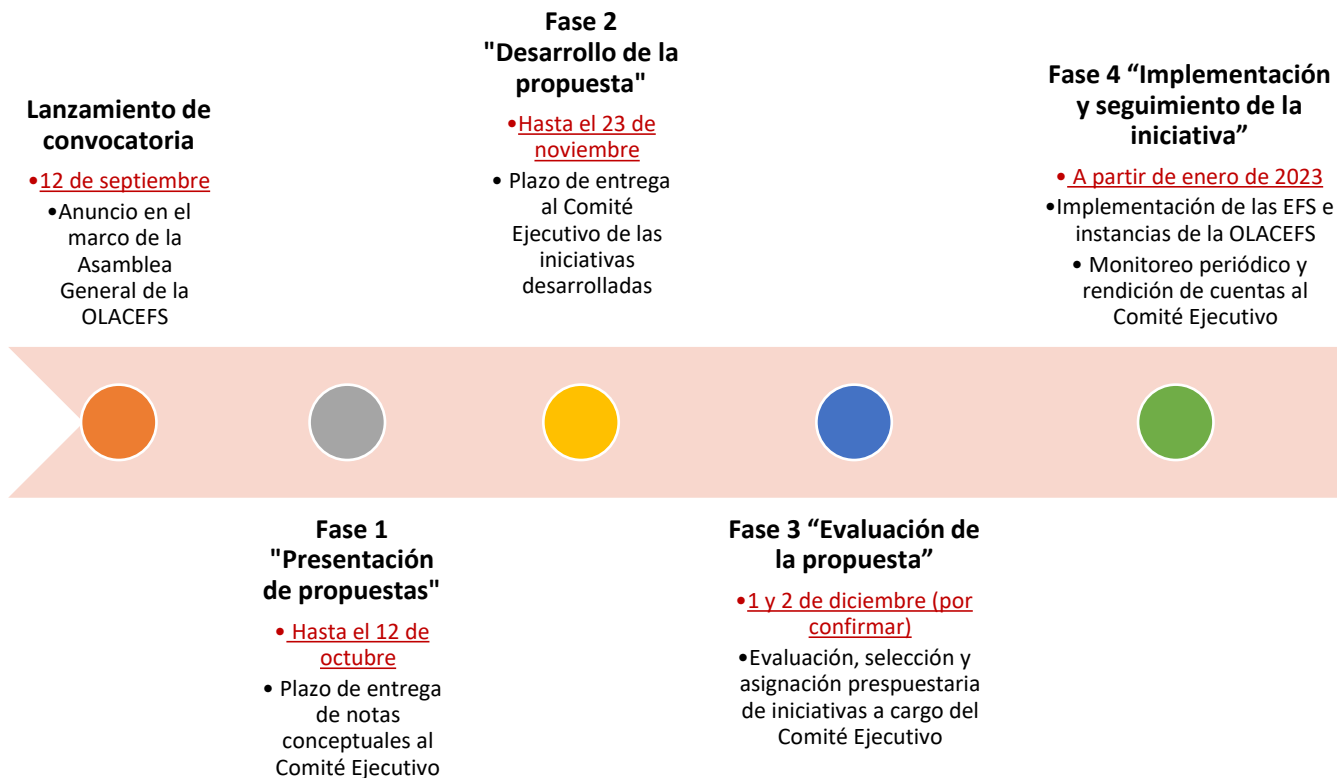 Lanzamiento de
convocatoria
•12 de septiembre
•Anuncio en el
marco de la
Asamblea
General de la
OLACEFS
Fase 1
"Presentación
de propuestas"
• Hasta el 12 de
octubre
• Plazo de entrega
de notas
conceptuales al
Comité Ejecutivo
Fase 2
"Desarrollo de la
propuesta"
•Hasta el 23 de
noviembre
• Plazo de entrega
al Comité
Ejecutivo de las
iniciativas
desarrolladas
Fase 3 “Evaluación de
la propuesta”
•1 y 2 de diciembre (por
confirmar)
•Evaluación, selección y
asignación prespuestaria
de iniciativas a cargo del
Comité Ejecutivo
Fase 4 “Implementación
y seguimiento de la
iniciativa”
• A partir de enero de 2023
•Implementación de las EFS e
instancias de la OLACEFS
• Monitoreo periódico y
rendición de cuentas al
Comité Ejecutivo